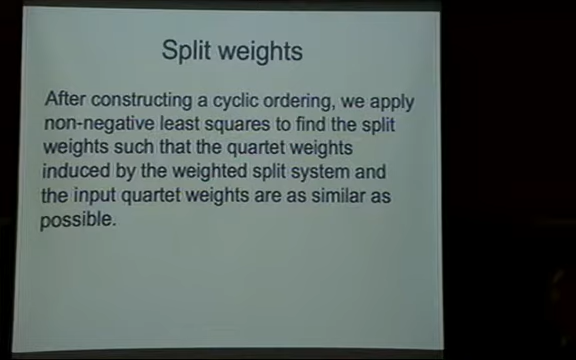 Split weights
After constructing a cyclic ordering, we apply
non-negative least squares to find the split
weights such that the quartet weights
induced by the weighted split system and
the input quartet weights are as similar as
possible.